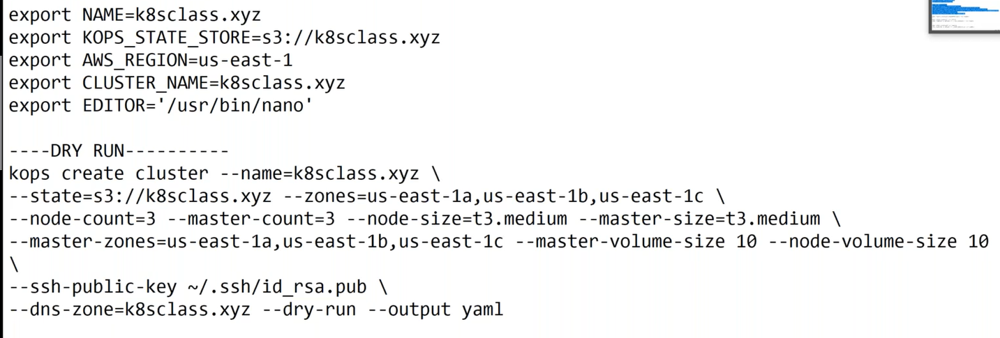 export NAME=k8sclass.xyz
export KOPS_STATE_STORE=s3://k8sclass.xyz
export AWS_REGION=us-east-1
export CLUSTER_NAME=k8sclass.xyz
export EDITOR='/usr/bin/nano'
----DRY RUN----------
kops create cluster --name=k8sclass.xyz \
--state=s3://k8sclass.xyz --zones=us-east-1a,us-east-1b,us-east-1c \
--node-count=3 --master-count=3 --node-size=t3.medium --master-size=t3.medium \
--master-zones=us-east-1a,us-east-1b,us-east-1c --master-volume-size 10 --node-volume-size 10
\
--ssh-public-key ~/.ssh/id_rsa.pub \
--dns-zone=k8sclass.xyz --dry-run --output yaml